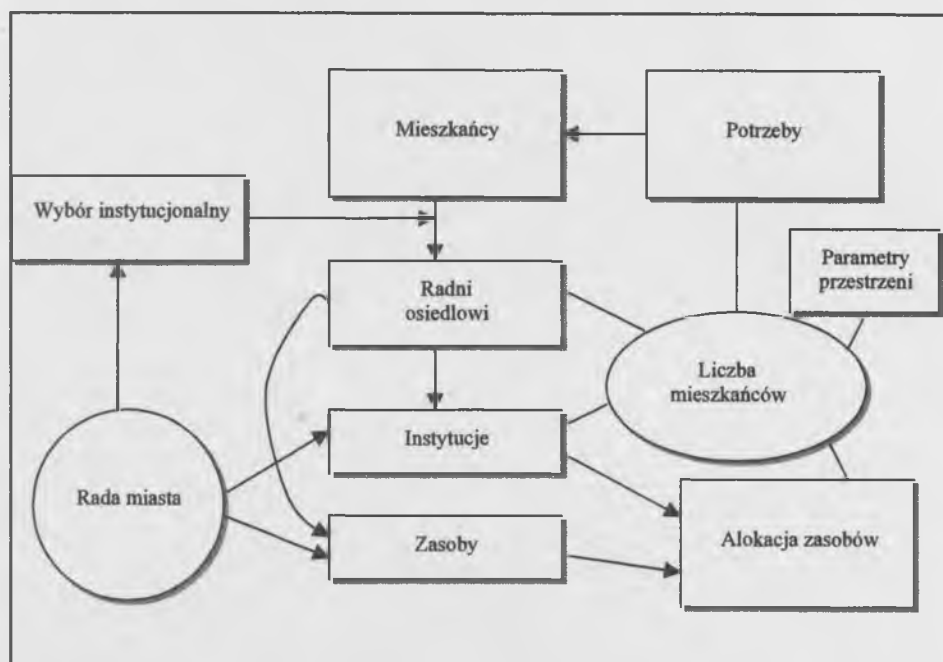 Mieszkańcy
Potrzeby
Wybór instytucjonalny
Radni
osiedlowi
Parametry
przestrzeni
Liczba
mieszkańców
Instytucje
Rada miasta
Zasoby
Alokacja zasobów